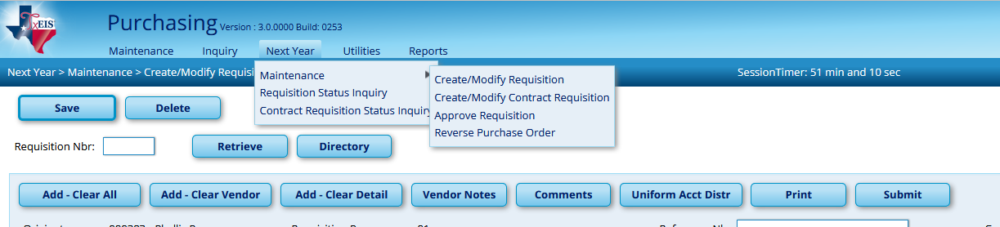 TxEIS
Purchasing Version : 3.0.0000 Build: 0253
Maintenance Inquiry Next Year Utilities Reports
Next Year > Maintenance > Create/Modify Requisi SessionTimer: 51 min and 10 sec
Maintenance
Requisition Status Inquiry
Contract Requisition Status Inquiry
Create/Modify Requisition
Create/Modify Contract Requisition
Approve Requisition
Reverse Purchase Order
Save Delete
Requisition Nbr: Retrieve Directory
Add - Clear All Add - Clear Vendor Add - Clear Detail Vendor Notes Comments Uniform Acct Distr Print Submit